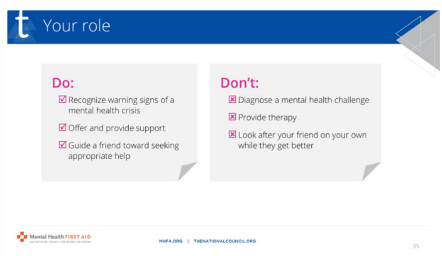 t Your role
Do:
Recognize warning signs of a
mental health crisis
Offer and provide support
Guide a friend toward seeking
appropriate help
Don't:
Diagnose a mental health challenge
Provide therapy
Look after your friend on your own
while they get better
Mental Health FIRST AID
MHFA.ORG | THENATIONALCOUNCIL.ORG
35